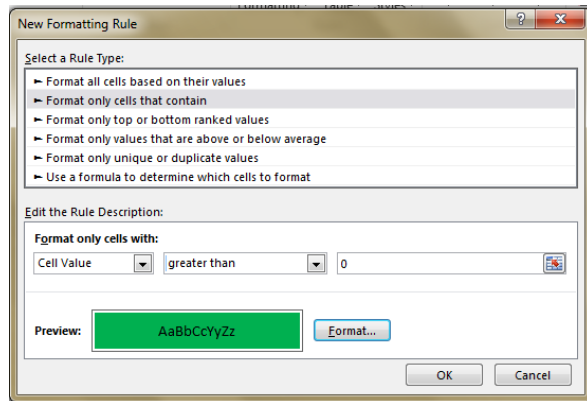 New Formatting Rule
Select a Rule Type:
► Format all cells based on their values
► Format only cells that contain
► Format only top or bottom ranked values
► Format only values that are above or below average
► Format only unique or duplicate values
► Use a formula to determine which cells to format
Edit the Rule Description:
Format only cells with:
Cell Value greater than 0
Preview: AaBbCcYyZz Format...
OK Cancel